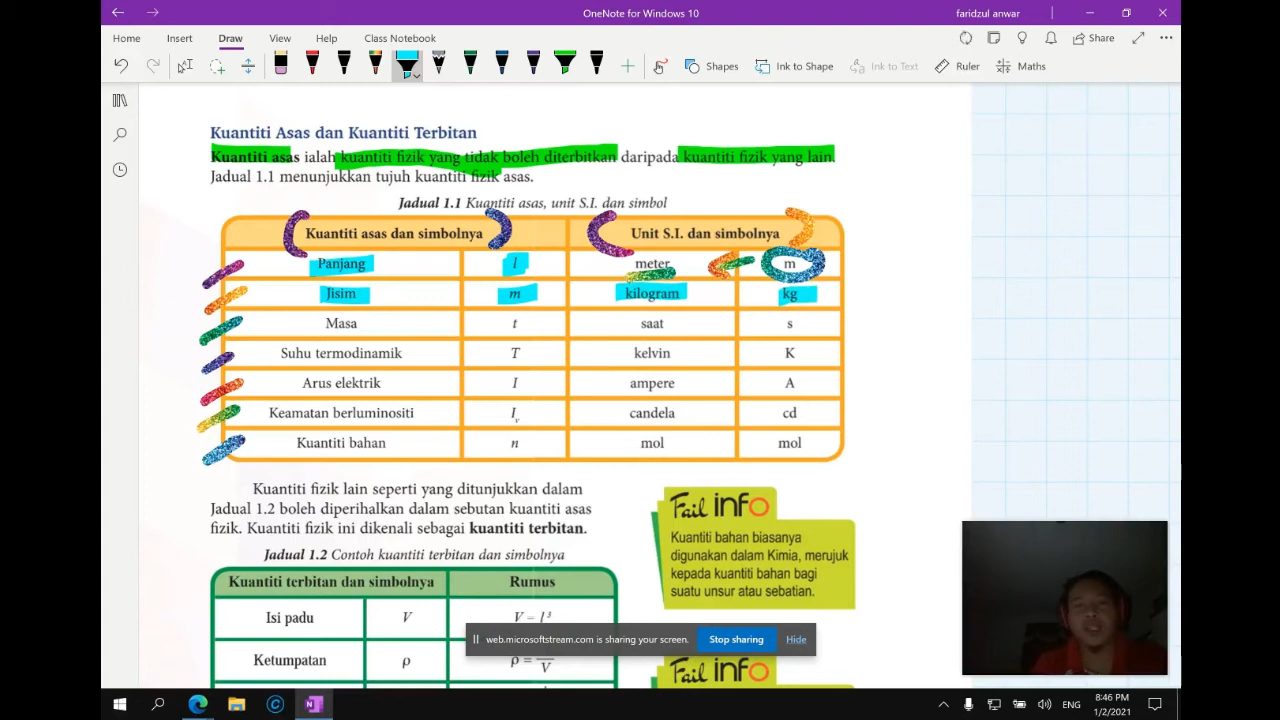 OneNote for Windows 10
faridzul anwar
Home Insert Draw View Help Class Notebook
Share
Shapes Ink to Shape Ink to Text Ruler Maths
Kuantiti Asas dan Kuantiti Terbitan
Kuantiti asas ialah kuantiti fizik yang tidak boleh diterbitkan daripada kuantiti fizik yang lain.
Jadual 1.1 menunjukkan tujuh kuantiti fizik asas.
Jadual 1.1 Kuantiti asas, unit S.I. dan simbol
Kuantiti asas dan simbolnya Unit S.I. dan simbolnya
Panjang l meter m
Jisim m kilogram kg
Masa t saat s
Suhu termodinamik T kelvin K
Arus elektrik I ampere A
Keamatan berluminositi Iv candela cd
Kuantiti bahan n mol mol
Kuantiti fizik lain seperti yang ditunjukkan dalam
Jadual 1.2 boleh diperihalkan dalam sebutan kuantiti asas
fizik. Kuantiti fizik ini dikenali sebagai kuantiti terbitan.
Jadual 1.2 Contoh kuantiti terbitan dan simbolnya
Kuantiti terbitan dan simbolnya Rumus
Isi padu V V = l³
Ketumpatan ρ ρ = V
Fail info
Kuantiti bahan biasanya
digunakan dalam Kimia, merujuk
kepada kuantiti bahan bagi
suatu unsur atau sebatian.
Fail info
web.microsoftstream.com is sharing your screen. Stop sharing Hide
ENG
8:46 PM
1/2/2021